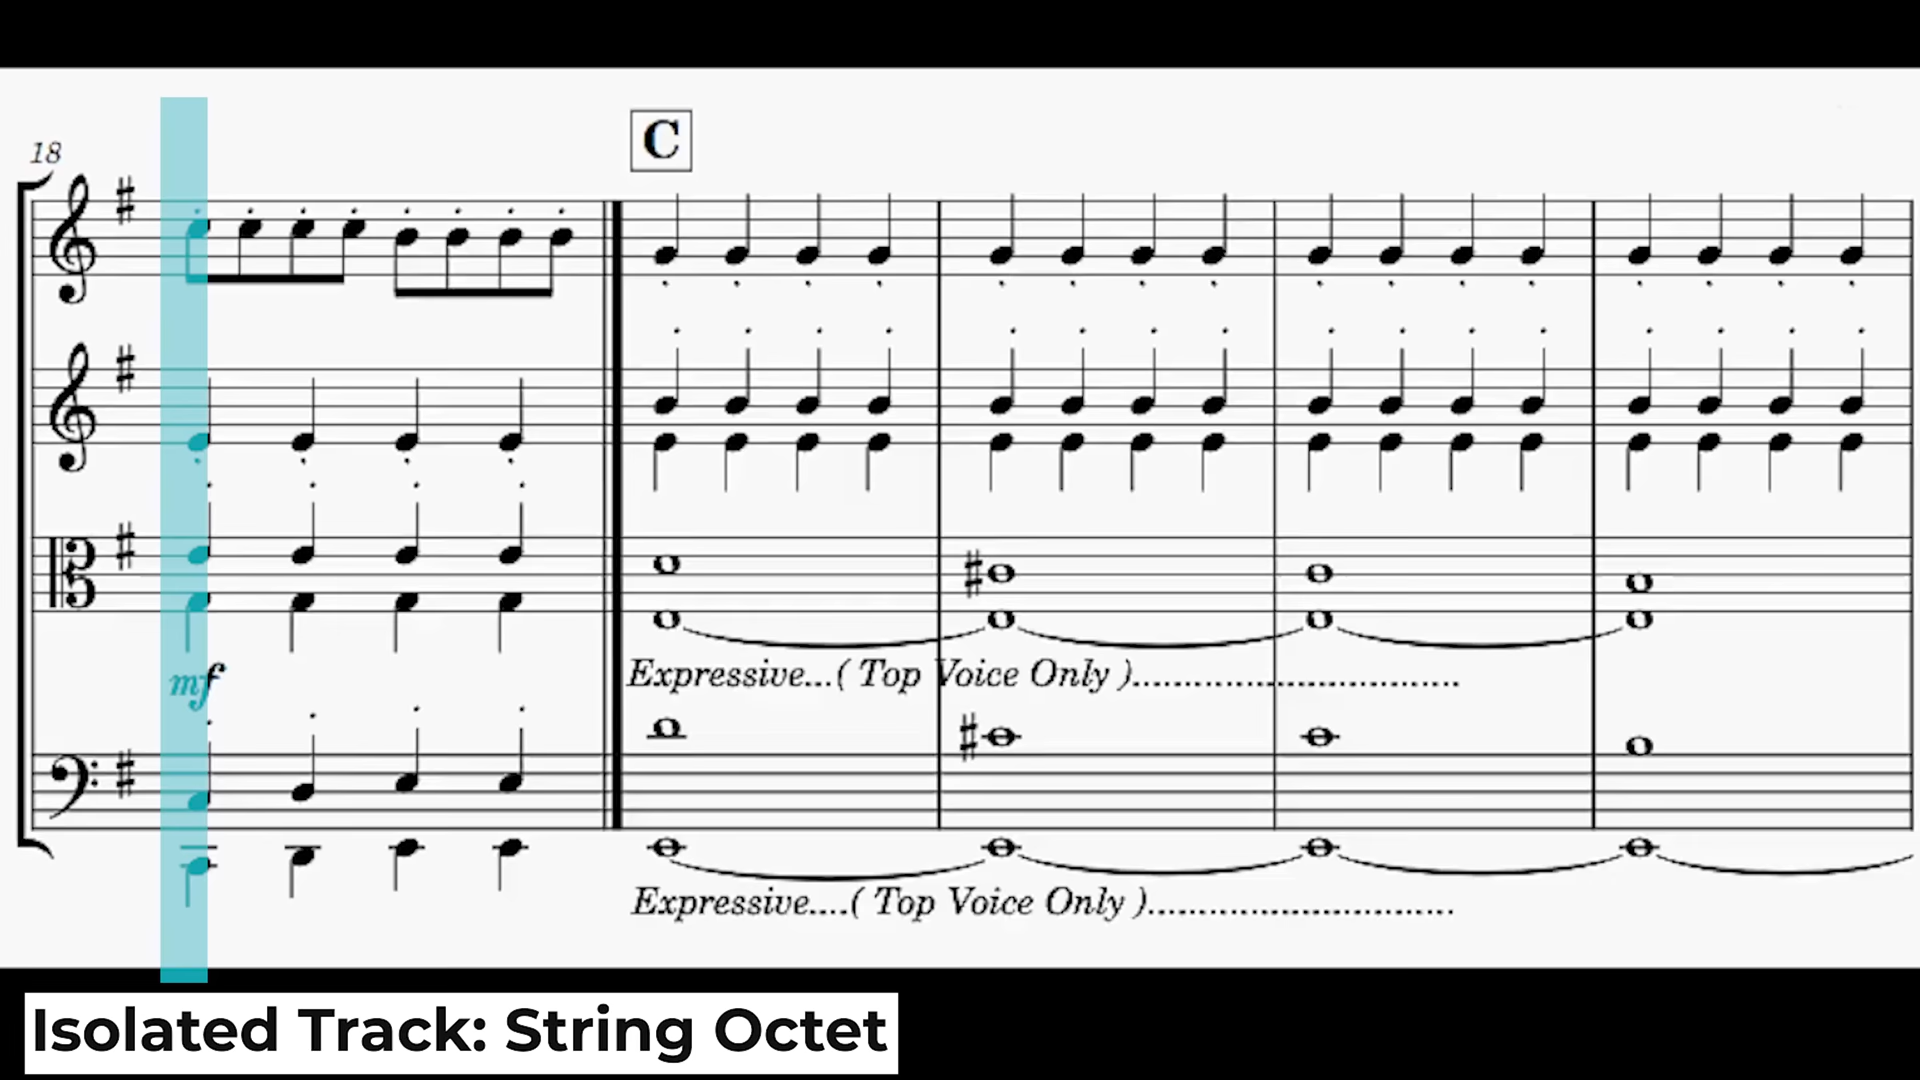 C
18
mf
Expressive...( Top Voice Only )................................
Expressive....( Top Voice Only )..............................
Isolated Track: String Octet